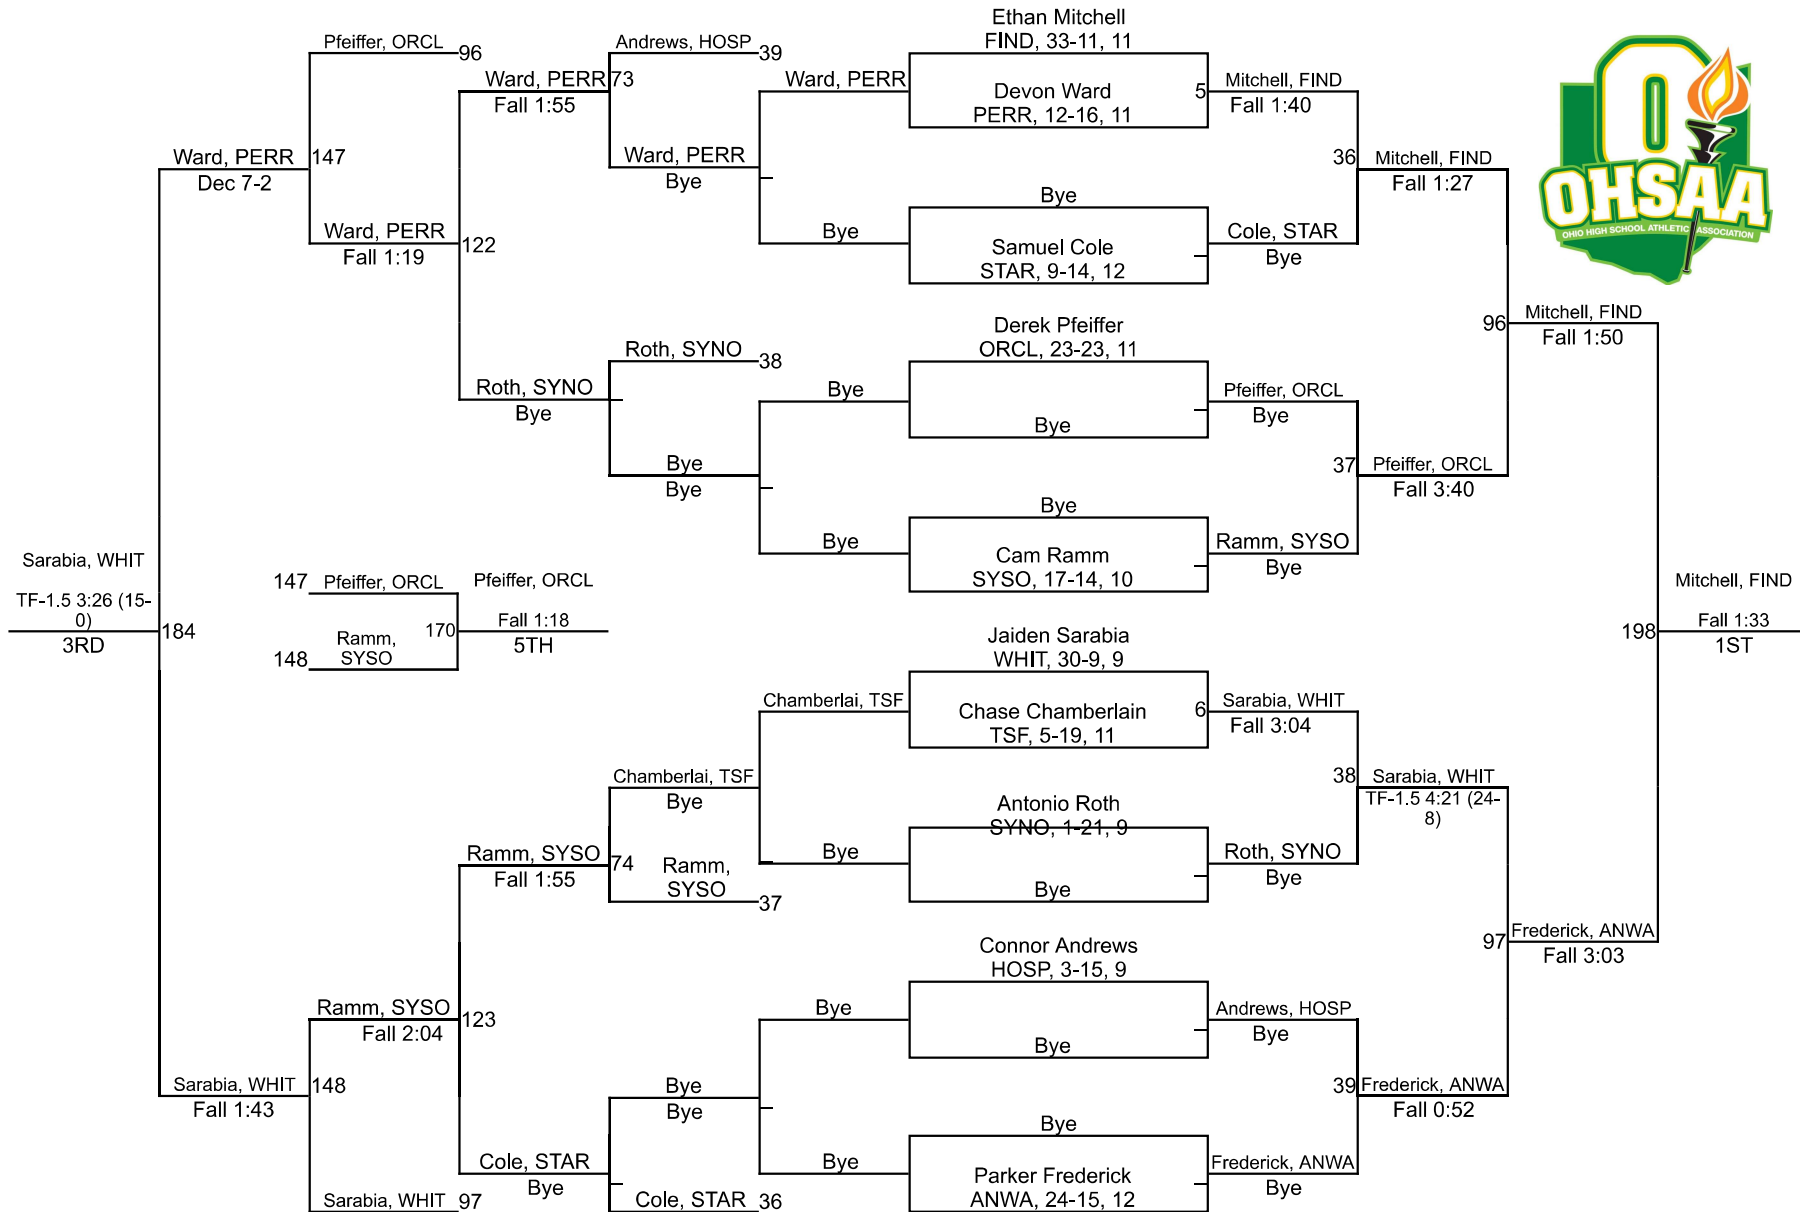 Pfeiffer, ORCL
96
Ward, PERR
Dec 7-2
147
Ward, PERR
Fall 1:19
122
Ward, PERR
Fall 1:55
73
Andrews, HOSP
39
Ward, PERR
Bye
Ward, PERR
Bye
Roth, SYNO
Bye
Roth, SYNO
38
Bye
Bye
Bye
Bye
Ethan Mitchell
FIND, 33-11, 11
Devon Ward
PERR, 12-16, 11
5
Mitchell, FIND
Fall 1:40
Bye
Samuel Cole
STAR, 9-14, 12
Cole, STAR
Bye
36
Mitchell, FIND
Fall 1:27
Derek Pfeiffer
ORCL, 23-23, 11
Bye
Pfeiffer, ORCL
Bye
Bye
Cam Ramm
SYSO, 17-14, 10
Ramm, SYSO
Bye
37
Pfeiffer, ORCL
Fall 3:40
96
Mitchell, FIND
Fall 1:50
OHSAA
OHIO HIGH SCHOOL ATHLETIC ASSOCIATION
Sarabia, WHIT
TF-1.5 3:26 (15-
0)
3RD
184
147
Pfeiffer, ORCL
148
Ramm,
SYSO
170
Pfeiffer, ORCL
Fall 1:18
5TH
198
Mitchell, FIND
Fall 1:33
1ST
Jaiden Sarabia
WHIT, 30-9, 9
Chase Chamberlain
TSF, 5-19, 11
6
Sarabia, WHIT
Fall 3:04
Chamberlai, TSF
Chamberlai, TSF
Bye
Antonio Roth
SYNO, 1-21, 9
Bye
Bye
Roth, SYNO
Bye
38
Sarabia, WHIT
TF-1.5 4:21 (24-
8)
Ramm, SYSO
Fall 1:55
74
Ramm,
SYSO
37
Connor Andrews
HOSP, 3-15, 9
Bye
Bye
Andrews, HOSP
Bye
97
Frederick, ANWA
Fall 3:03
Ramm, SYSO
Fall 2:04
123
Sarabia, WHIT
Fall 1:43
148
Bye
Bye
Bye
Bye
Parker Frederick
ANWA, 24-15, 12
Frederick, ANWA
Bye
39
Frederick, ANWA
Fall 0:52
Cole, STAR
Bye
Cole, STAR
36
Sarabia, WHIT
97